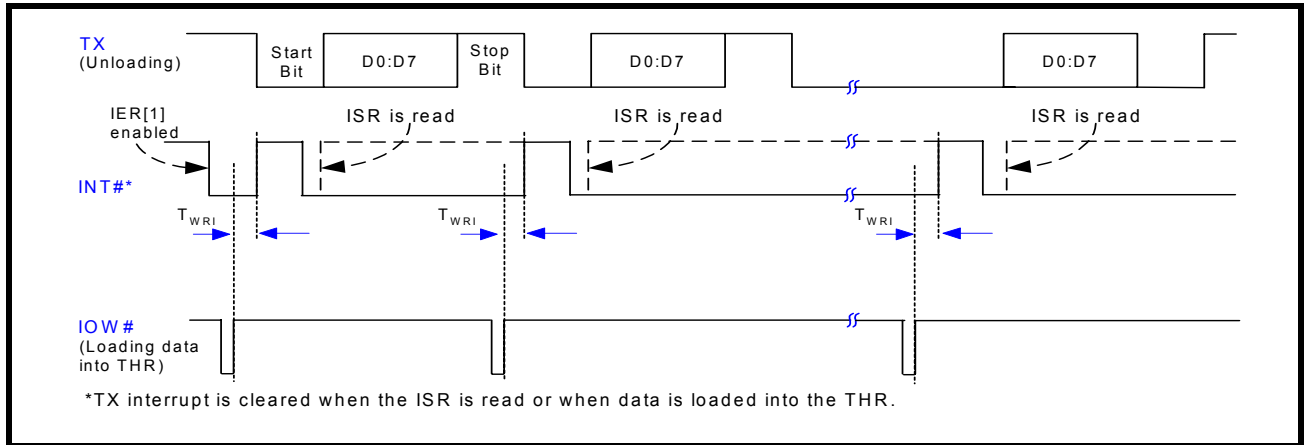 TX
(Unloading)
Start
Bit
D0:D7
Stop
Bit
D0:D7
D0:D7
IER[1]
enabled
ISR is read
ISR is read
ISR is read
INT#*
TWRI
TWRI
TWRI
IOW#
(Loading data
into THR)
*TX interrupt is cleared when the ISR is read or when data is loaded into the THR.